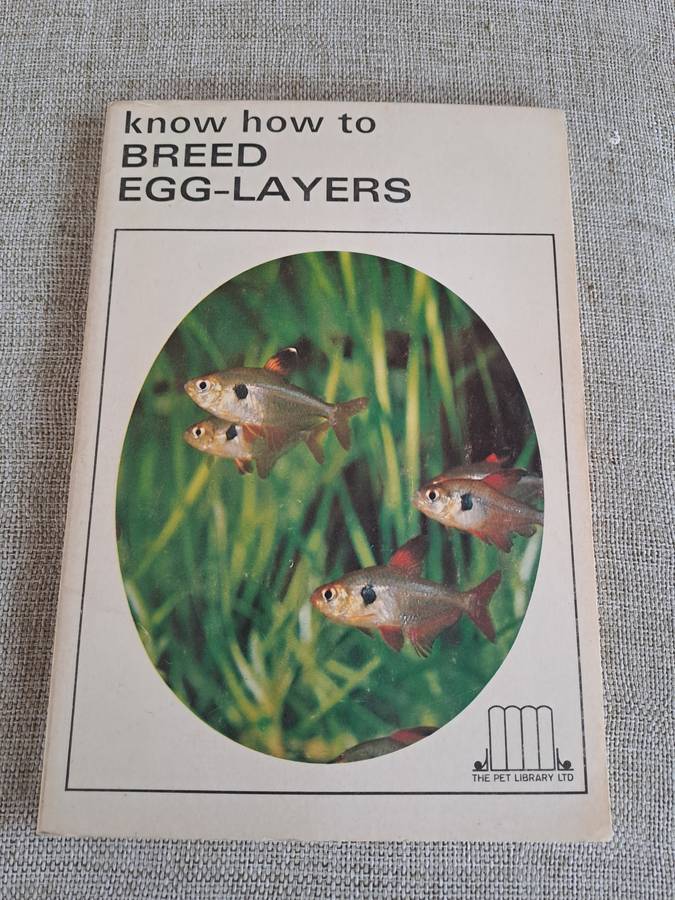 know how to
BREED
EGG-LAYERS
THE PET LIBRARY LTD